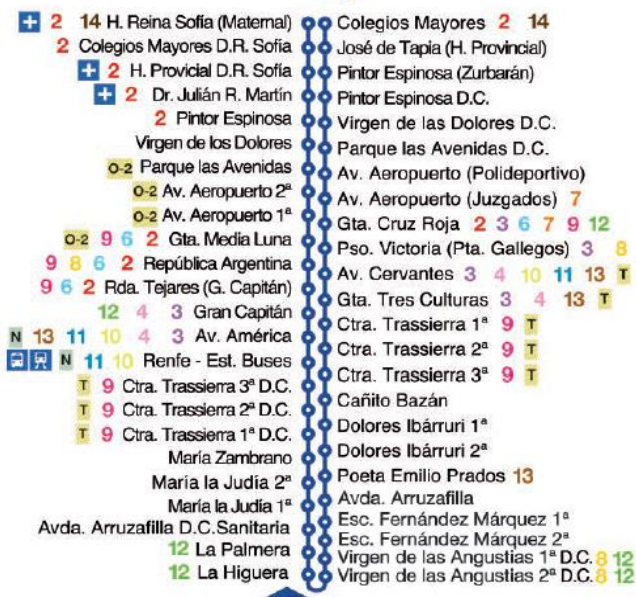 2 14 H. Reina Sofía (Maternal)
2 Colegios Mayores D.R. Sofía
2 H. Provicial D.R. Sofía
2 Dr. Julián R. Martín
2 Pintor Espinosa
Virgen de los Dolores
O-2 Parque las Avenidas
O-2 Av. Aeropuerto 2ª
O-2 Av. Aeropuerto 1ª
O-2 9 6 2 Gta. Media Luna
9 8 6 2 República Argentina
9 6 2 Rda. Tejares (G. Capitán)
12 4 3 Gran Capitán
N 13 11 10 4 3 Av. América
N 11 10 Renfe - Est. Buses
T 9 Ctra. Trassierra 3ª D.C.
T 9 Ctra. Trassierra 2ª D.C.
T 9 Ctra. Trassierra 1ª D.C.
María Zambrano
María la Judía 2ª
María la Judía 1ª
Avda. Arruzafilla D.C.Sanitaria
12 La Palmera
12 La Higuera
Colegios Mayores 2 14
José de Tapia (H. Provincial)
Pintor Espinosa (Zurbarán)
Pintor Espinosa D.C.
Virgen de las Dolores D.C.
Parque las Avenidas D.C.
Av. Aeropuerto (Polideportivo)
Av. Aeropuerto (Juzgados) 7
Gta. Cruz Roja 2 3 6 7 9 12
Pso. Victoria (Pta. Gallegos) 3 8
Av. Cervantes 3 4 10 11 13 T
Gta. Tres Culturas 3 4 13 T
Ctra. Trassierra 1ª 9 T
Ctra. Trassierra 2ª 9 T
Ctra. Trassierra 3ª 9 T
Cañito Bazán
Dolores Ibárruri 1ª
Dolores Ibárruri 2ª
Poeta Emilio Prados 13
Avda. Arruzafilla
Esc. Fernández Márquez 1ª
Esc. Fernández Márquez 2ª
Virgen de las Angustias 1ª D.C. 8 12
Virgen de las Angustias 2ª D.C. 8 12